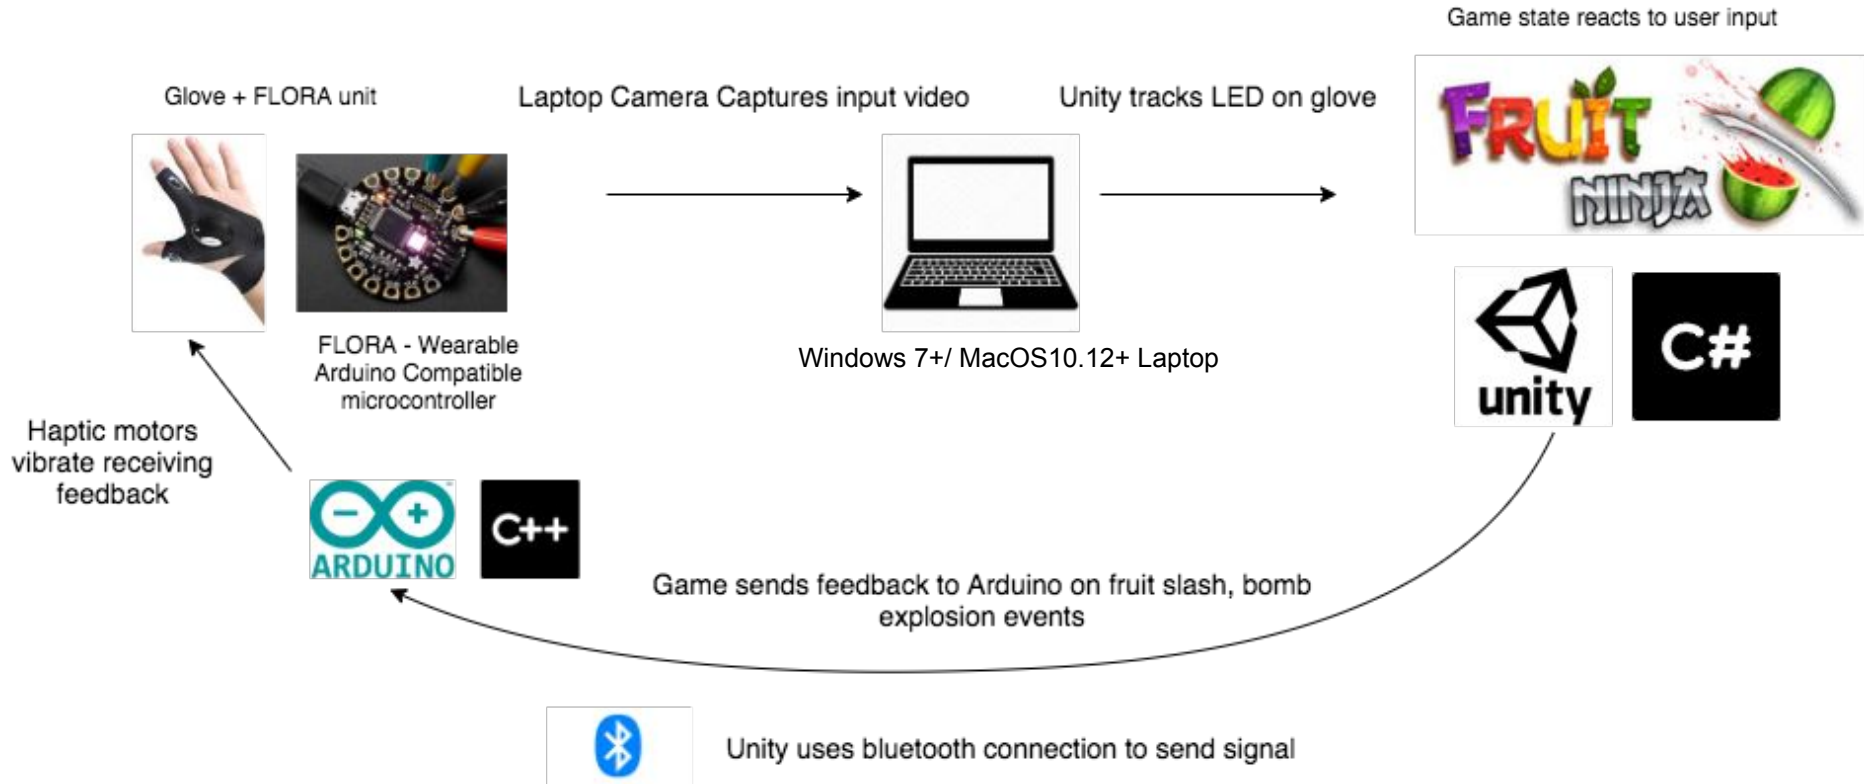 Game state reacts to user input
Glove + FLORA unit
Laptop Camera Captures input video
Unity tracks LED on glove
FRUIT
NINJA
FLORA - Wearable
Arduino Compatible
microcontroller
Windows 7+/ MacOS10.12+ Laptop
unity
C#
Haptic motors
vibrate receiving
feedback
ARDUINO
C++
Game sends feedback to Arduino on fruit slash, bomb
explosion events
Unity uses bluetooth connection to send signal